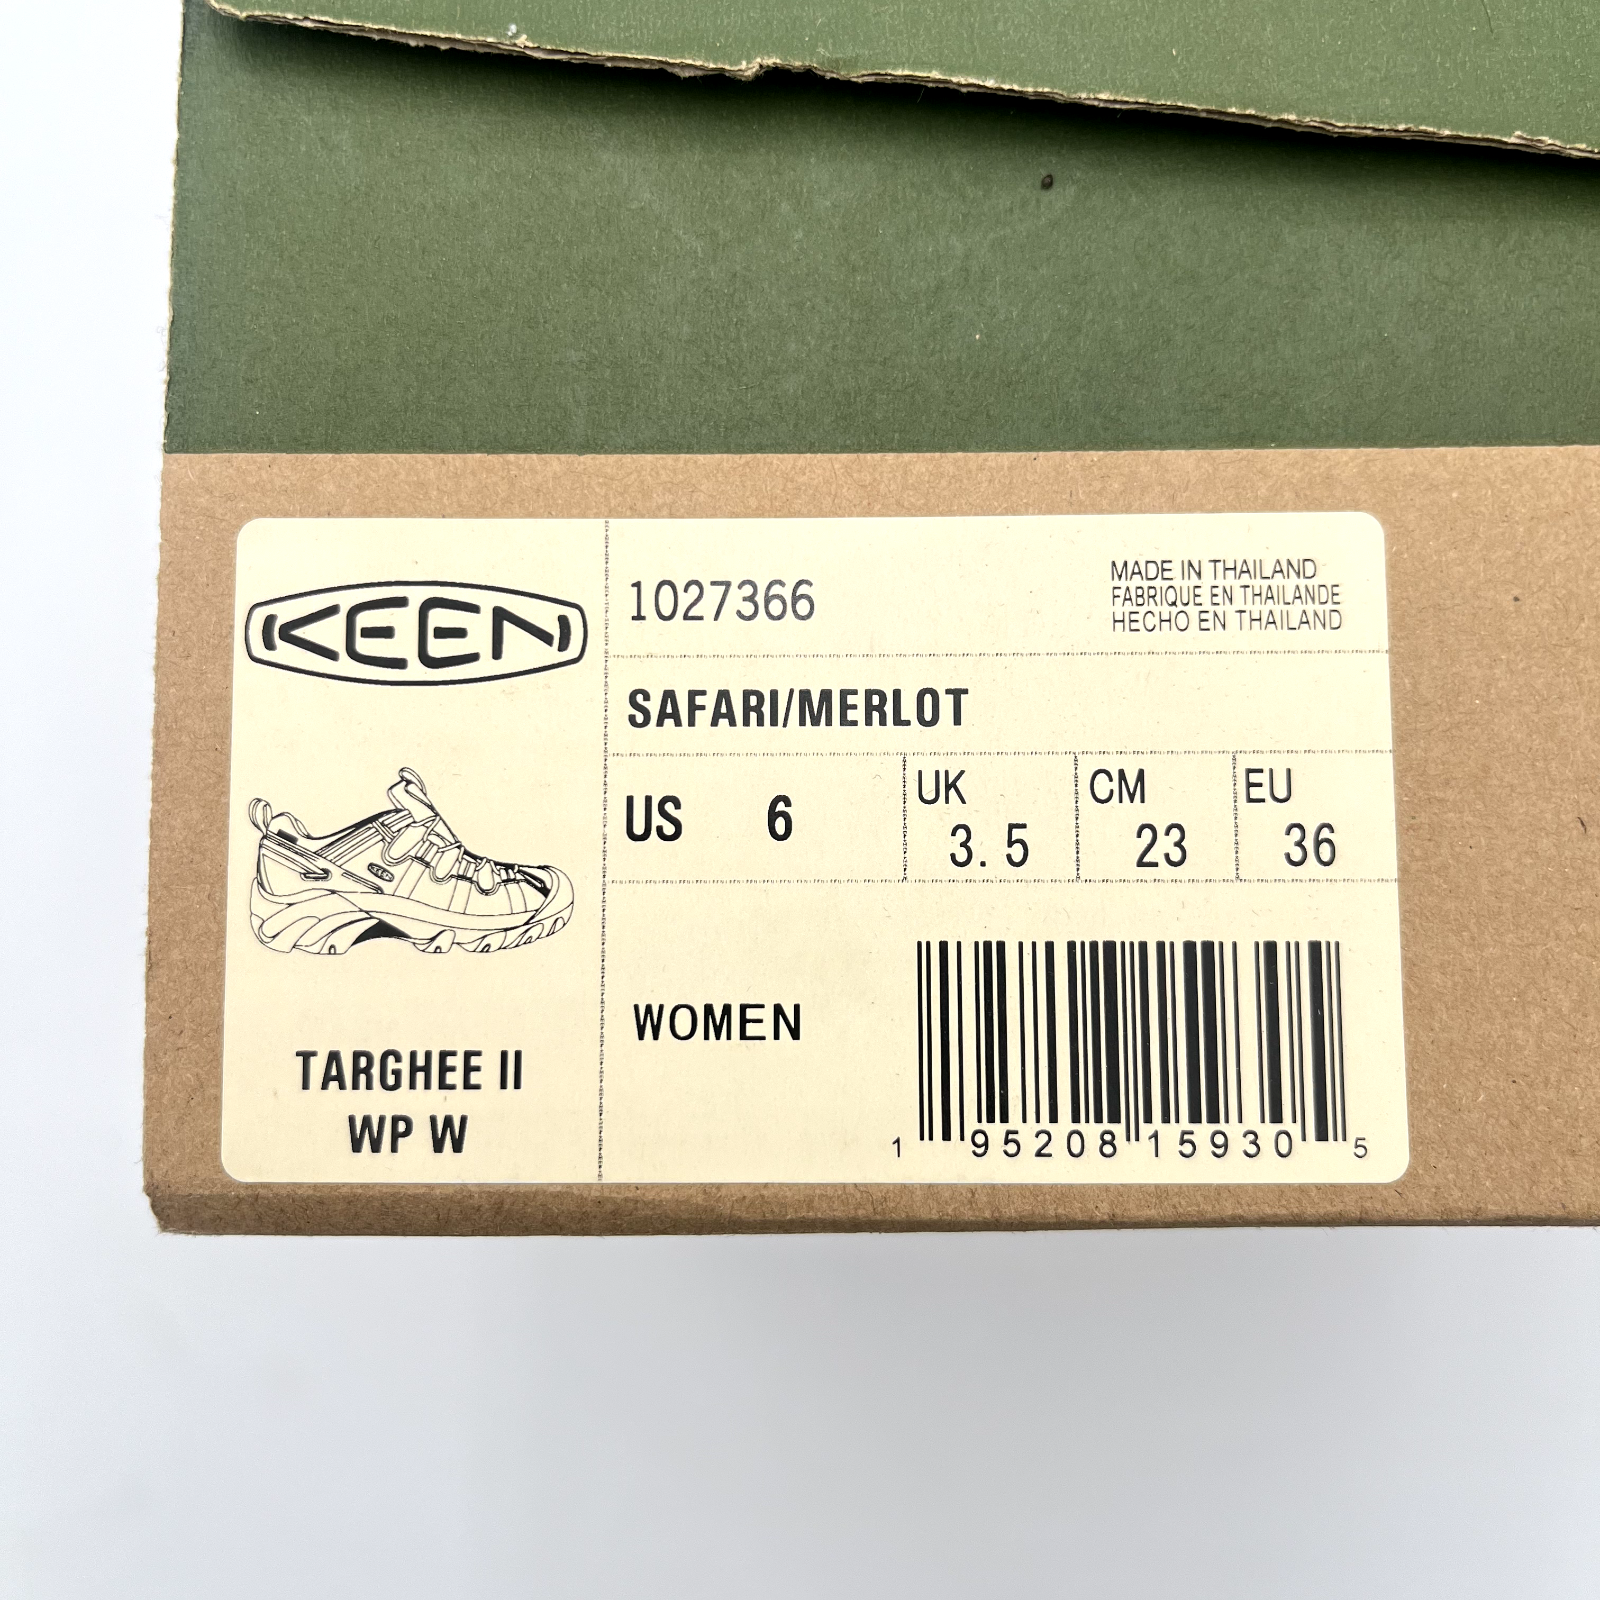 KEEN
TARGHEE II
WP W
1027366
MADE IN THAILAND
FABRIQUE EN THAILANDE
HECHO EN THAILAND
SAFARI/MERLOT
US 6
UK 3.5
CM 23
EU 36
WOMEN
1 95208 15930 5